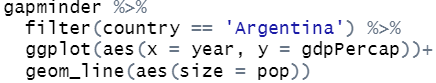 gapminder %>%
filter(country == 'Argentina') %>%
ggplot(aes(x = year, y = gdpPercap))+
geom_line(aes(size = pop))